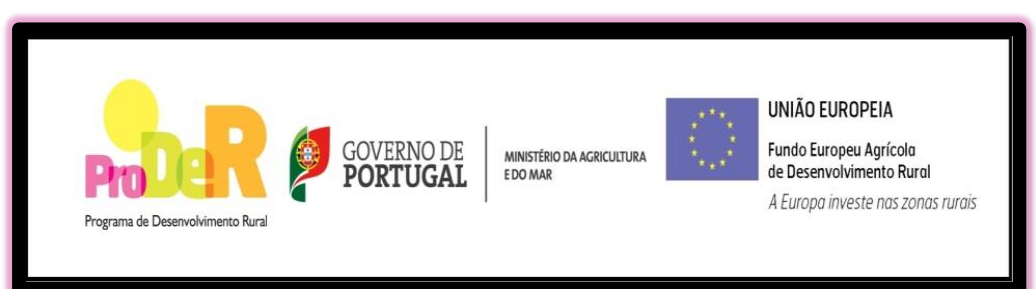 ProDeR
Programa de Desenvolvimento Rural
GOVERNO DE
PORTUGAL
MINISTÉRIO DA AGRICULTURA
E DO MAR
UNIÃO EUROPEIA
Fundo Europeu Agrícola
de Desenvolvimento Rural
A Europa investe nas zonas rurais